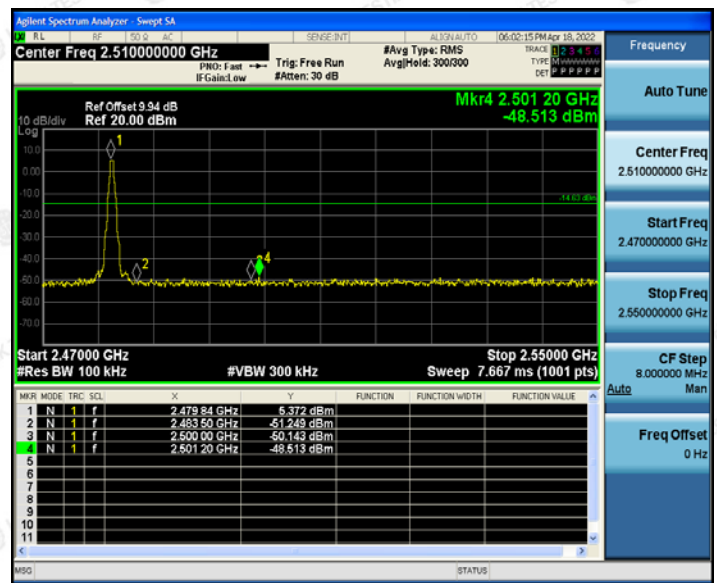 Agilent Spectrum Analyzer - Swept SA
RL RF 50 Ω AC SENSE:INT ALIGN AUTO 06:02:15 PM Apr 18, 2022
Center Freq 2.510000000 GHz
PNO: Fast
IFGain:Low
Trig: Free Run
#Atten: 30 dB
#Avg Type: RMS
Avg|Hold: 300/300
TRACE 1 2 3 4 5 6
TYPE M
DET P P P P P P
Frequency
Auto Tune
Center Freq
2.510000000 GHz
Start Freq
2.470000000 GHz
Stop Freq
2.550000000 GHz
CF Step
8.000000 MHz
Auto Man
Freq Offset
0 Hz
Mkr4 2.501 20 GHz
-48.513 dBm
Ref Offset 9.94 dB
Ref 20.00 dBm
10 dB/div
Log
1
10.0
0.00
-10.0
-14.63 dBm
-20.0
-30.0
-40.0
2
4
-50.0
-60.0
-70.0
Start 2.47000 GHz Stop 2.55000 GHz
#Res BW 100 kHz #VBW 300 kHz Sweep 7.667 ms (1001 pts)
MKR MODE TRC SCL X Y FUNCTION FUNCTION WIDTH FUNCTION VALUE
1 N 1 f 2.479 84 GHz 5.372 dBm
2 N 1 f 2.483 50 GHz -51.249 dBm
3 N 1 f 2.500 00 GHz -50.143 dBm
4 N 1 f 2.501 20 GHz -48.513 dBm
5
6
7
8
9
10
11
MSG STATUS